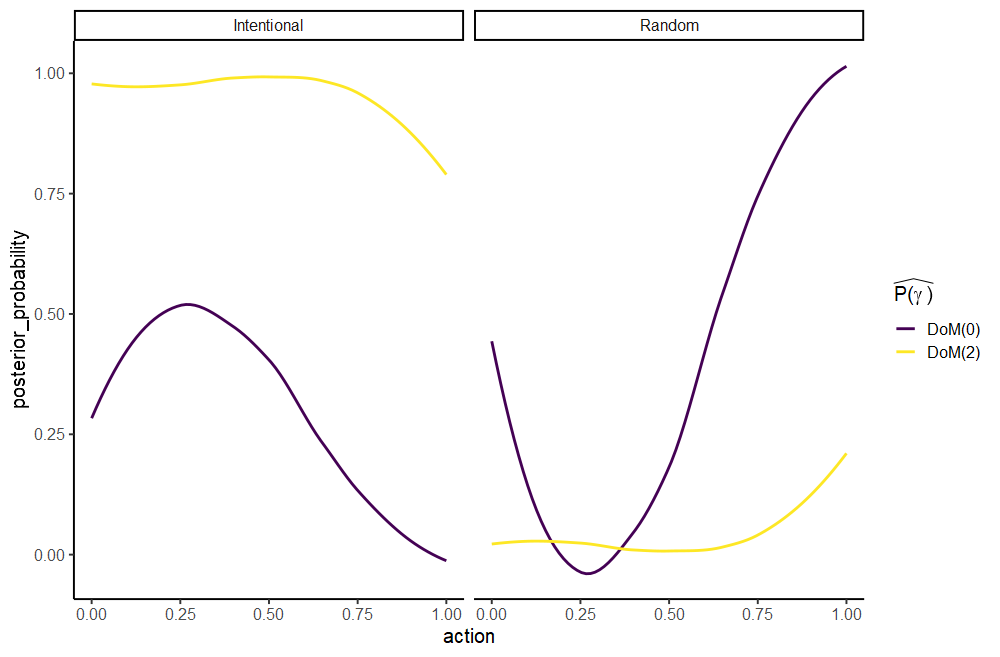 Intentional
Random
1.00
0.75
0.50
0.25
0.00
posterior_probability
0.00 0.25 0.50 0.75 1.00
0.00 0.25 0.50 0.75 1.00
action
P(γ)
DoM(0)
DoM(2)